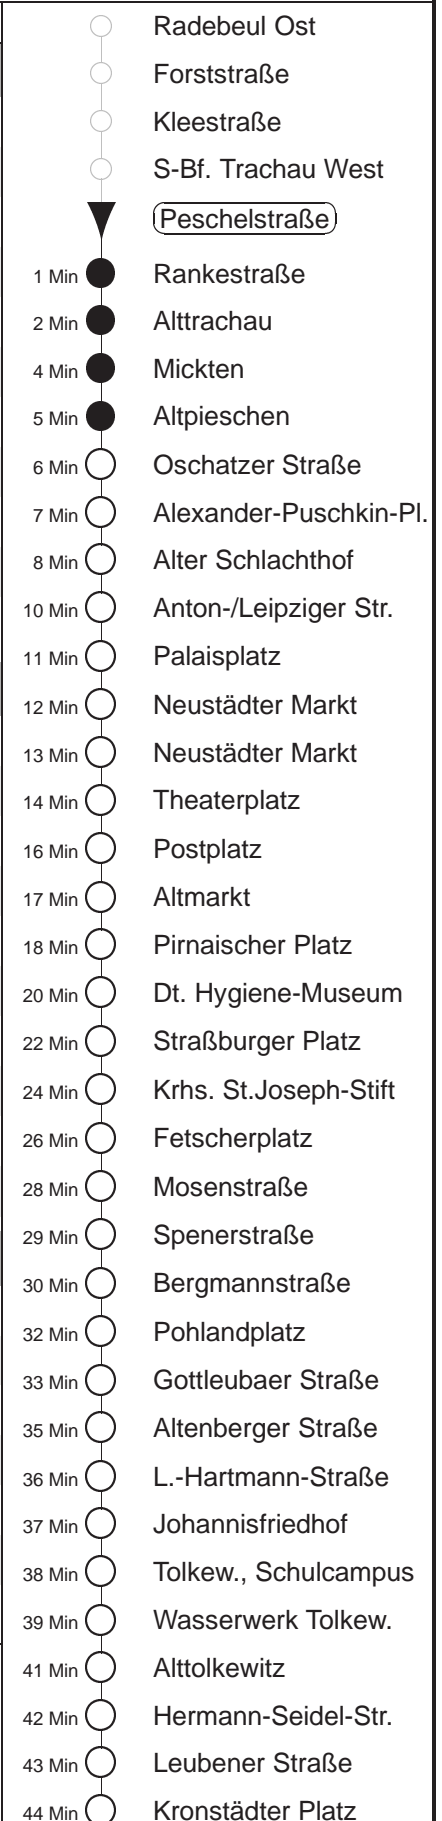 Radebeul Ost
Forststraße
Kleestraße
S-Bf. Trachau West
Peschelstraße
1 Min Rankestraße
2 Min Alttrachau
4 Min Mickten
5 Min Altpieschen
6 Min Oschatzer Straße
7 Min Alexander-Puschkin-Pl.
8 Min Alter Schlachthof
10 Min Anton-/Leipziger Str.
11 Min Palaisplatz
12 Min Neustädter Markt
13 Min Neustädter Markt
14 Min Theaterplatz
16 Min Postplatz
17 Min Altmarkt
18 Min Pirnaischer Platz
20 Min Dt. Hygiene-Museum
22 Min Straßburger Platz
24 Min Krhs. St.Joseph-Stift
26 Min Fetscherplatz
28 Min Mosenstraße
29 Min Spenerstraße
30 Min Bergmannstraße
32 Min Pohlandplatz
33 Min Gottleubaer Straße
35 Min Altenberger Straße
36 Min L.-Hartmann-Straße
37 Min Johannisfriedhof
38 Min Tolkew., Schulcampus
39 Min Wasserwerk Tolkew.
41 Min Alttolkewitz
42 Min Hermann-Seidel-Str.
43 Min Leubener Straße
44 Min Kronstädter Platz